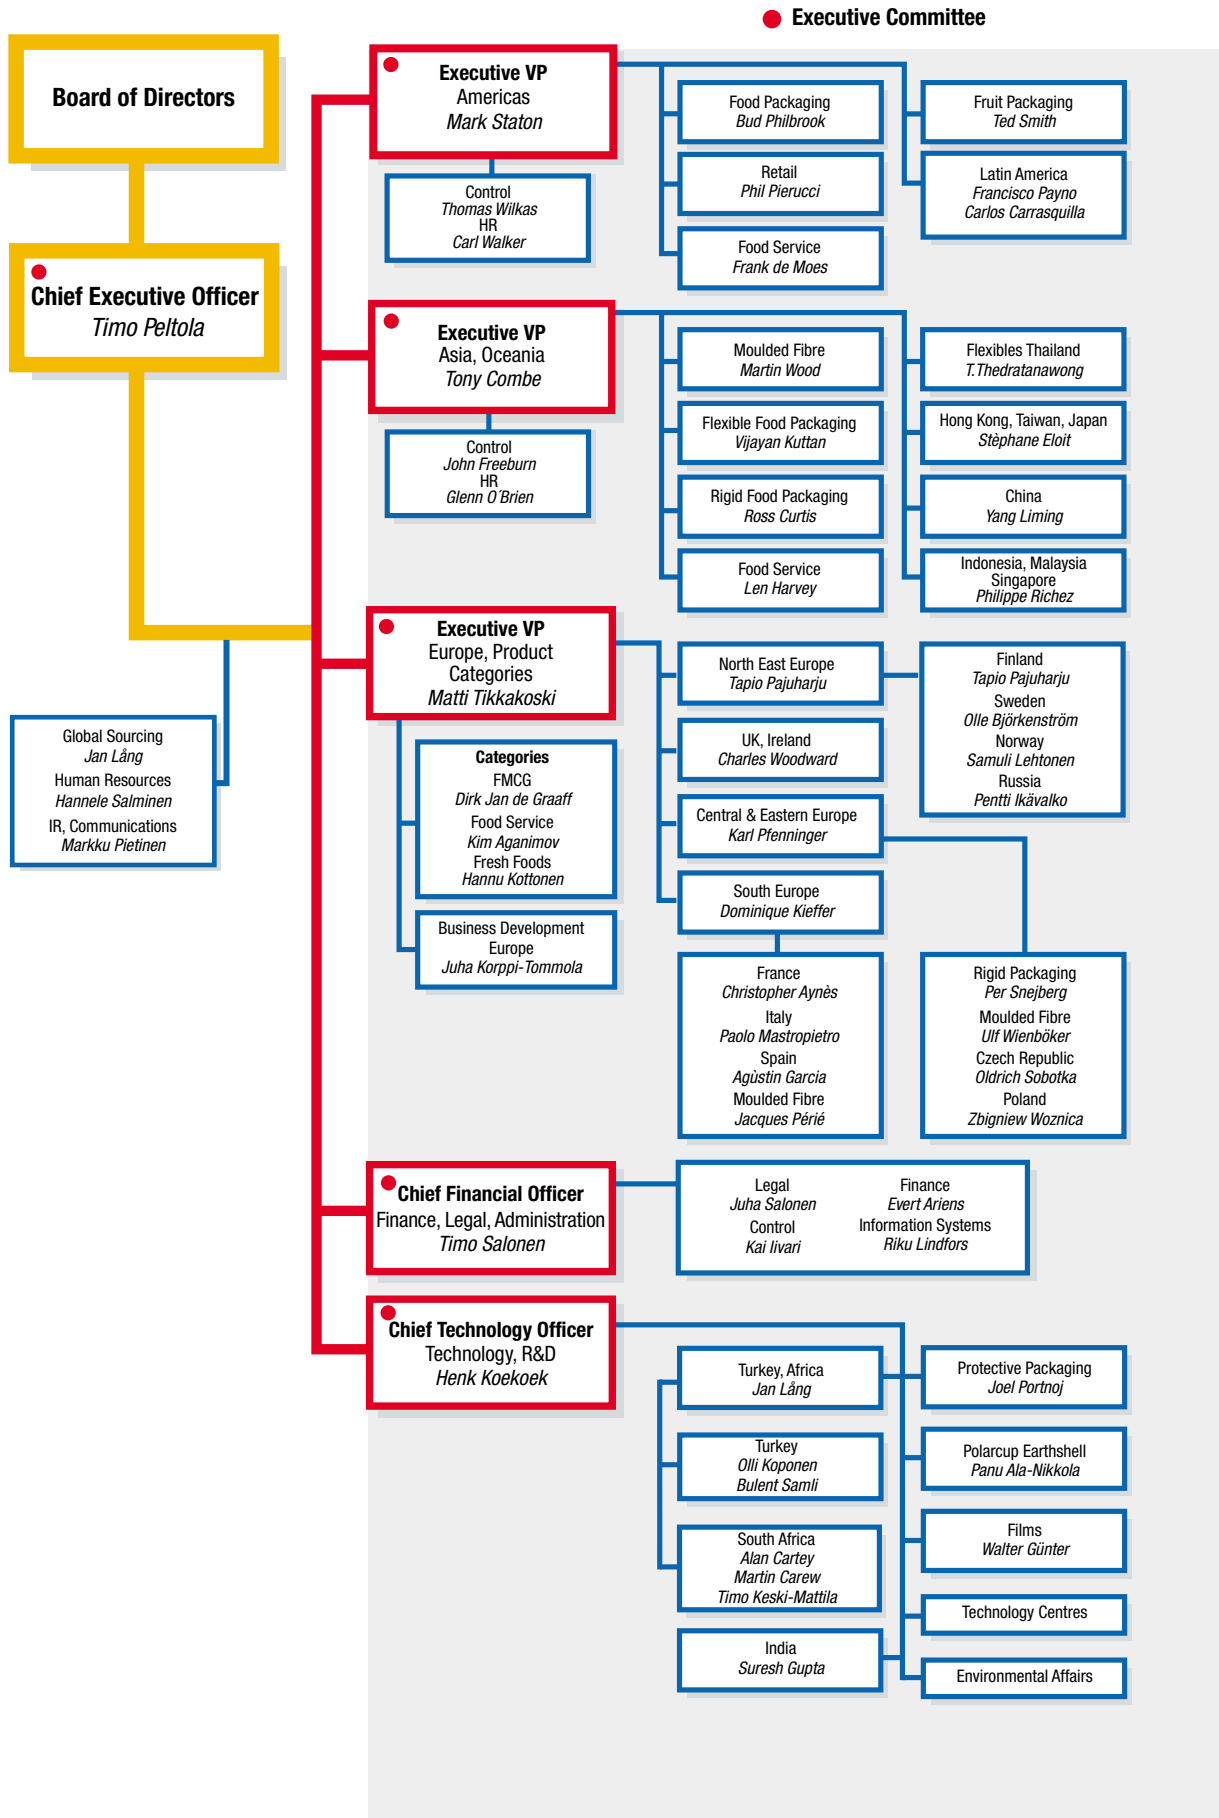 Executive Committee
Board of Directors
Chief Executive Officer
Timo Peltola
Global Sourcing
Jan Lång
Human Resources
Hannele Salminen
IR, Communications
Markku Pietinen
Executive VP
Americas
Mark Staton
Control
Thomas Wilkas
HR
Carl Walker
Food Packaging
Bud Philbrook
Retail
Phil Pierucci
Food Service
Frank de Moes
Fruit Packaging
Ted Smith
Latin America
Francisco Payno
Carlos Carrasquilla
Executive VP
Asia, Oceania
Tony Combe
Control
John Freeburn
HR
Glenn O´Brien
Moulded Fibre
Martin Wood
Flexible Food Packaging
Vijayan Kuttan
Rigid Food Packaging
Ross Curtis
Food Service
Len Harvey
Flexibles Thailand
T.Thedratanawong
Hong Kong, Taiwan, Japan
Stèphane Eloit
China
Yang Liming
Indonesia, Malaysia
Singapore
Philippe Richez
Executive VP
Europe, Product
Categories
Matti Tikkakoski
Categories
FMCG
Dirk Jan de Graaff
Food Service
Kim Aganimov
Fresh Foods
Hannu Kottonen
Business Development
Europe
Juha Korppi-Tommola
North East Europe
Tapio Pajuharju
UK, Ireland
Charles Woodward
Central & Eastern Europe
Karl Pfenninger
South Europe
Dominique Kieffer
Finland
Tapio Pajuharju
Sweden
Olle Björkenström
Norway
Samuli Lehtonen
Russia
Pentti Ikävalko
France
Christopher Aynès
Italy
Paolo Mastropietro
Spain
Agùstin Garcia
Moulded Fibre
Jacques Périé
Rigid Packaging
Per Snejberg
Moulded Fibre
Ulf Wienböker
Czech Republic
Oldrich Sobotka
Poland
Zbigniew Woznica
Chief Financial Officer
Finance, Legal, Administration
Timo Salonen
Legal
Juha Salonen
Control
Kai Iivari
Finance
Evert Ariens
Information Systems
Riku Lindfors
Chief Technology Officer
Technology, R&D
Henk Koekoek
Turkey, Africa
Jan Lång
Turkey
Olli Koponen
Bulent Samli
South Africa
Alan Cartey
Martin Carew
Timo Keski-Mattila
India
Suresh Gupta
Protective Packaging
Joel Portnoj
Polarcup Earthshell
Panu Ala-Nikkola
Films
Walter Günter
Technology Centres
Environmental Affairs